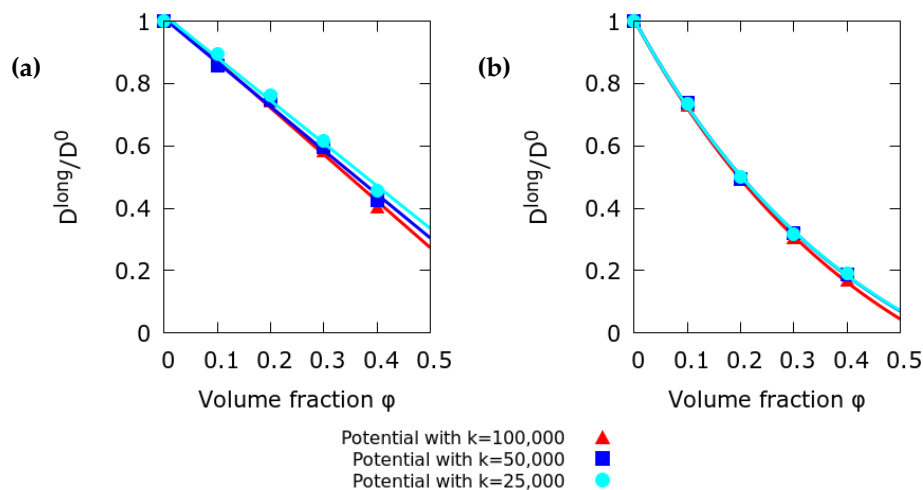 (a)
1
0.8
0.6
0.4
0.2
0
D^long/D^0
0 0.1 0.2 0.3 0.4 0.5
Volume fraction φ
(b)
1
0.8
0.6
0.4
0.2
0
D^long/D^0
0 0.1 0.2 0.3 0.4 0.5
Volume fraction φ
Potential with k=100,000
Potential with k=50,000
Potential with k=25,000